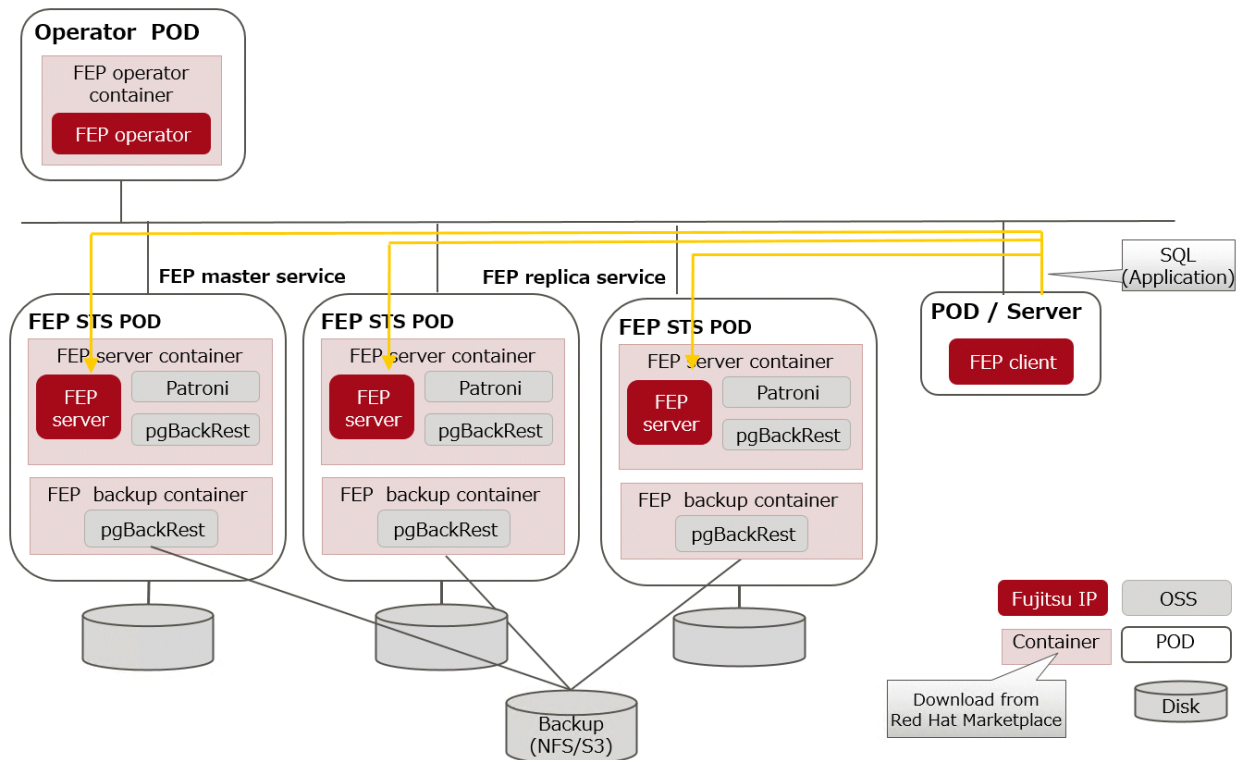 Operator POD
FEP operator
container
FEP operator
FEP master service
FEP replica service
SQL
(Application)
FEP STS POD
FEP server container
FEP
server
Patroni
pgBackRest
FEP backup container
pgBackRest
FEP STS POD
FEP server container
FEP
server
Patroni
pgBackRest
FEP backup container
pgBackRest
FEP STS POD
FEP server container
FEP
server
Patroni
pgBackRest
FEP backup container
pgBackRest
POD / Server
FEP client
Backup
(NFS/S3)
Fujitsu IP
OSS
Container
POD
Download from
Red Hat Marketplace
Disk